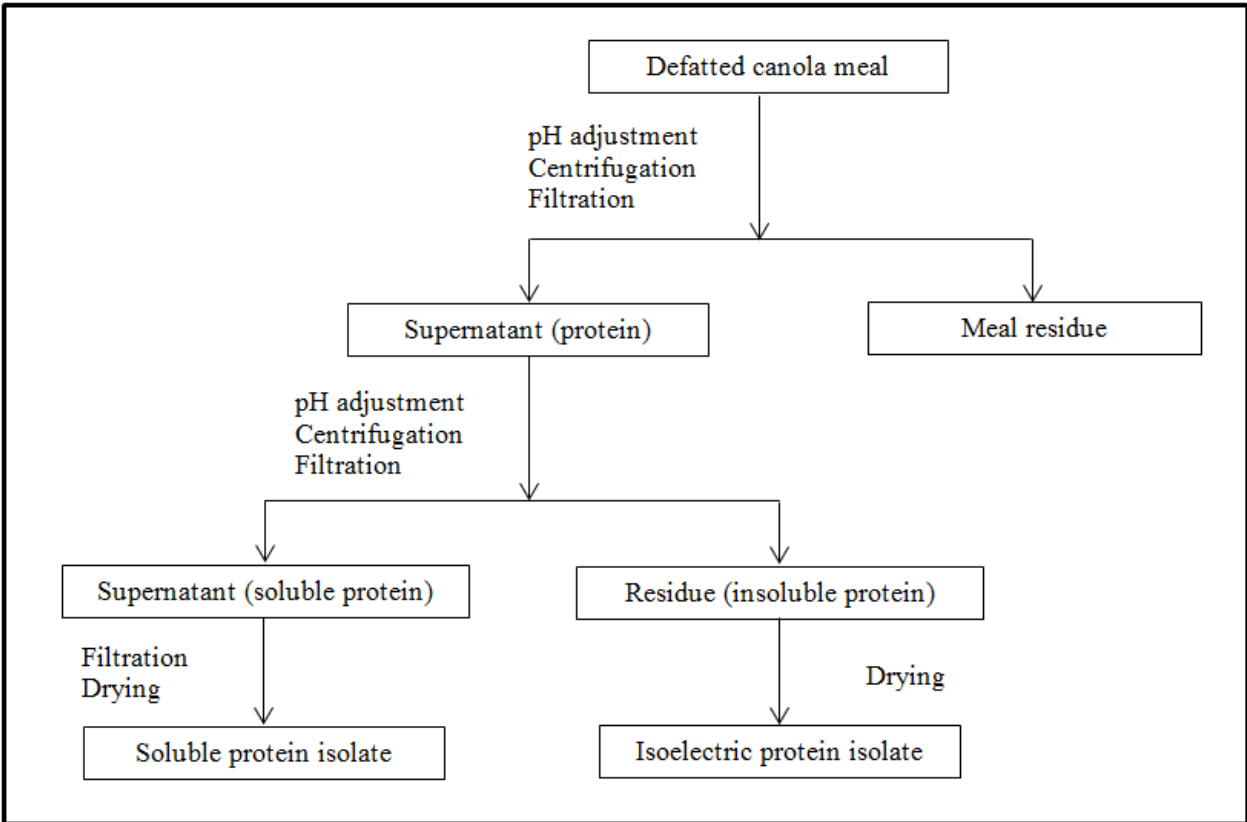 Defatted canola meal
pH adjustment
Centrifugation
Filtration
Supernatant (protein)
Meal residue
pH adjustment
Centrifugation
Filtration
Supernatant (soluble protein)
Residue (insoluble protein)
Filtration
Drying
Drying
Soluble protein isolate
Isoelectric protein isolate